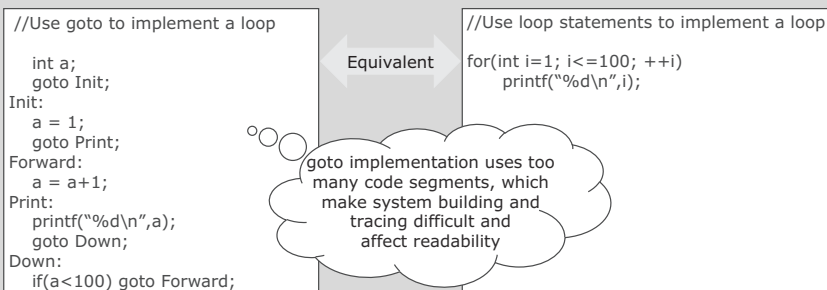 //Use goto to implement a loop
int a;
goto Init;
Init:
a = 1;
goto Print;
Forward:
a = a+1;
Print:
printf(“%d\n”,a);
goto Down;
Down:
if(a<100) goto Forward;
Equivalent
//Use loop statements to implement a loop
for(int i=1; i<=100; ++i)
printf(“%d\n”,i);
goto implementation uses too
many code segments, which
make system building and
tracing difficult and
affect readability